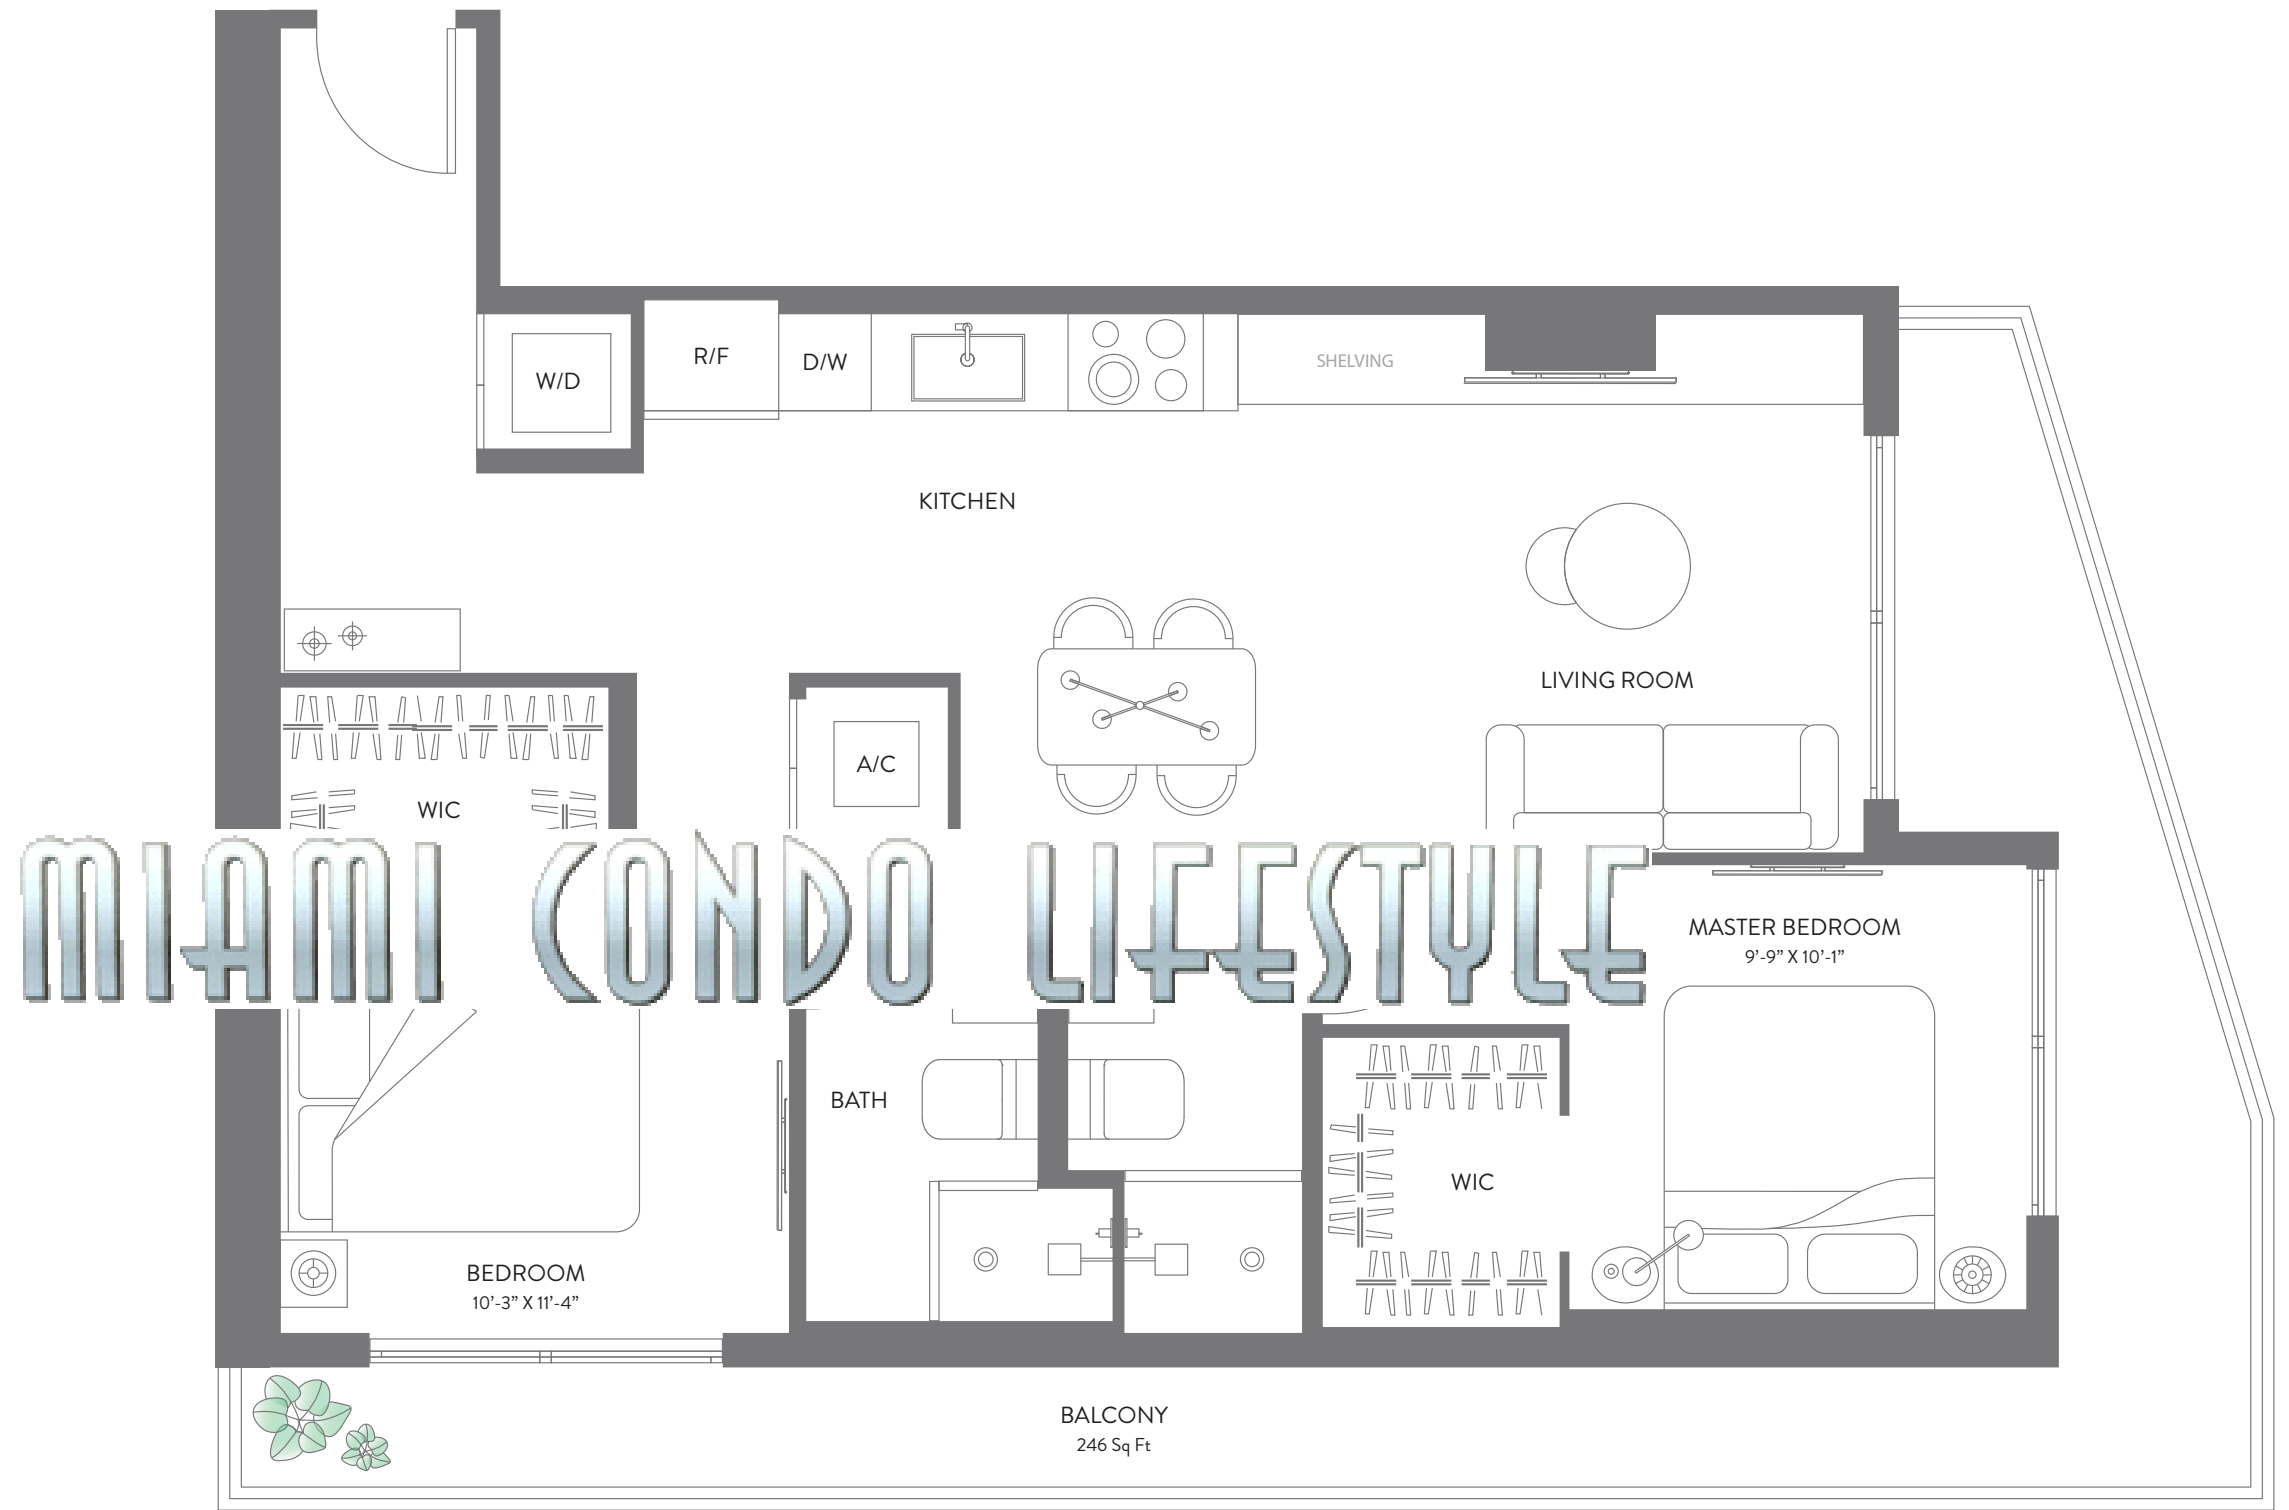 W/D
R/F
D/W
SHELVING
KITCHEN
LIVING ROOM
A/C
WIC
MIAMI CONDO LIFESTYLE
MASTER BEDROOM
9’-9” X 10’-1”
BATH
WIC
BEDROOM
10’-3” X 11’-4”
BALCONY
246 Sq Ft